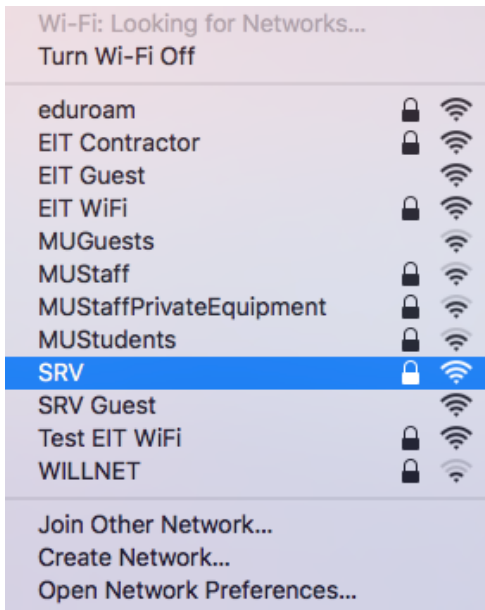 Wi-Fi: Looking for Networks...
Turn Wi-Fi Off
eduroam
EIT Contractor
EIT Guest
EIT WiFi
MUGuests
MUStaff
MUStaffPrivateEquipment
MUStudents
SRV
SRV Guest
Test EIT WiFi
WILLNET
Join Other Network...
Create Network...
Open Network Preferences...